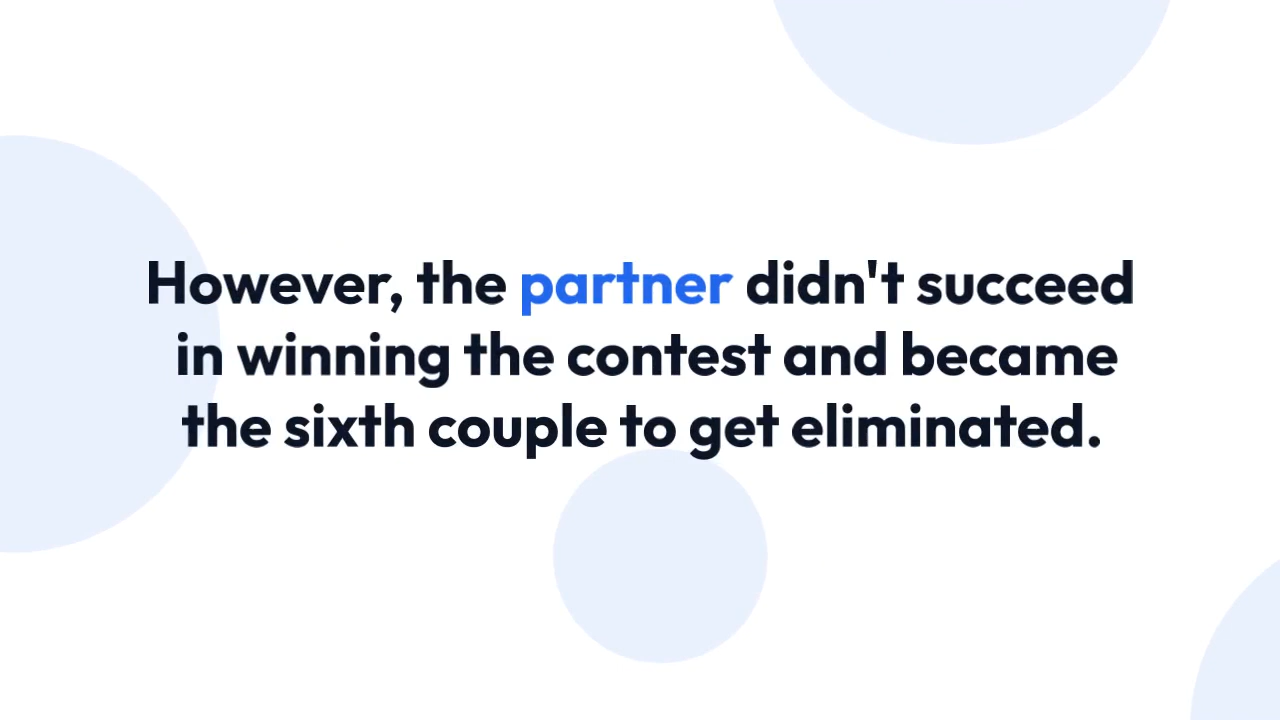 However, the partner didn't succeed
in winning the contest and became
the sixth couple to get eliminated.